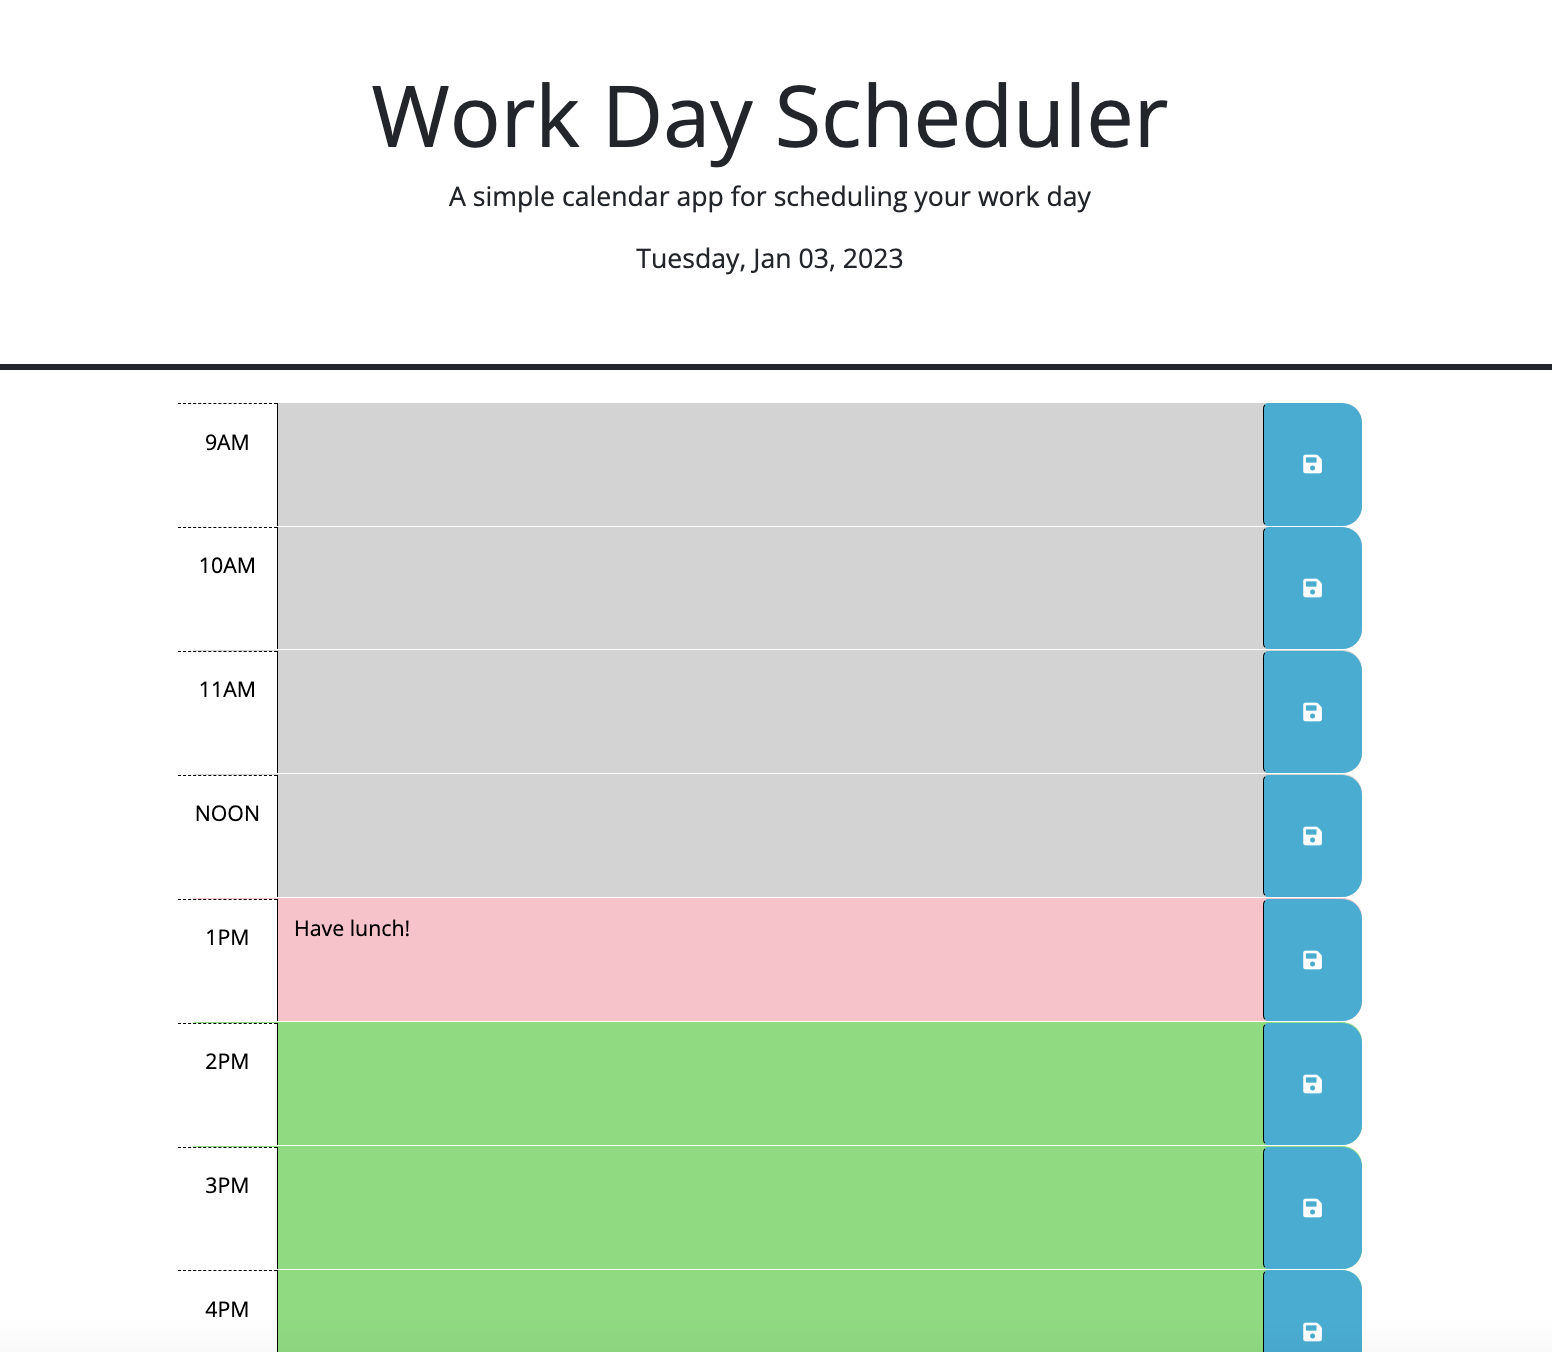 Work Day Scheduler
A simple calendar app for scheduling your work day
Tuesday, Jan 03, 2023
9AM
10AM
11AM
NOON
1PM
Have lunch!
2PM
3PM
4PM